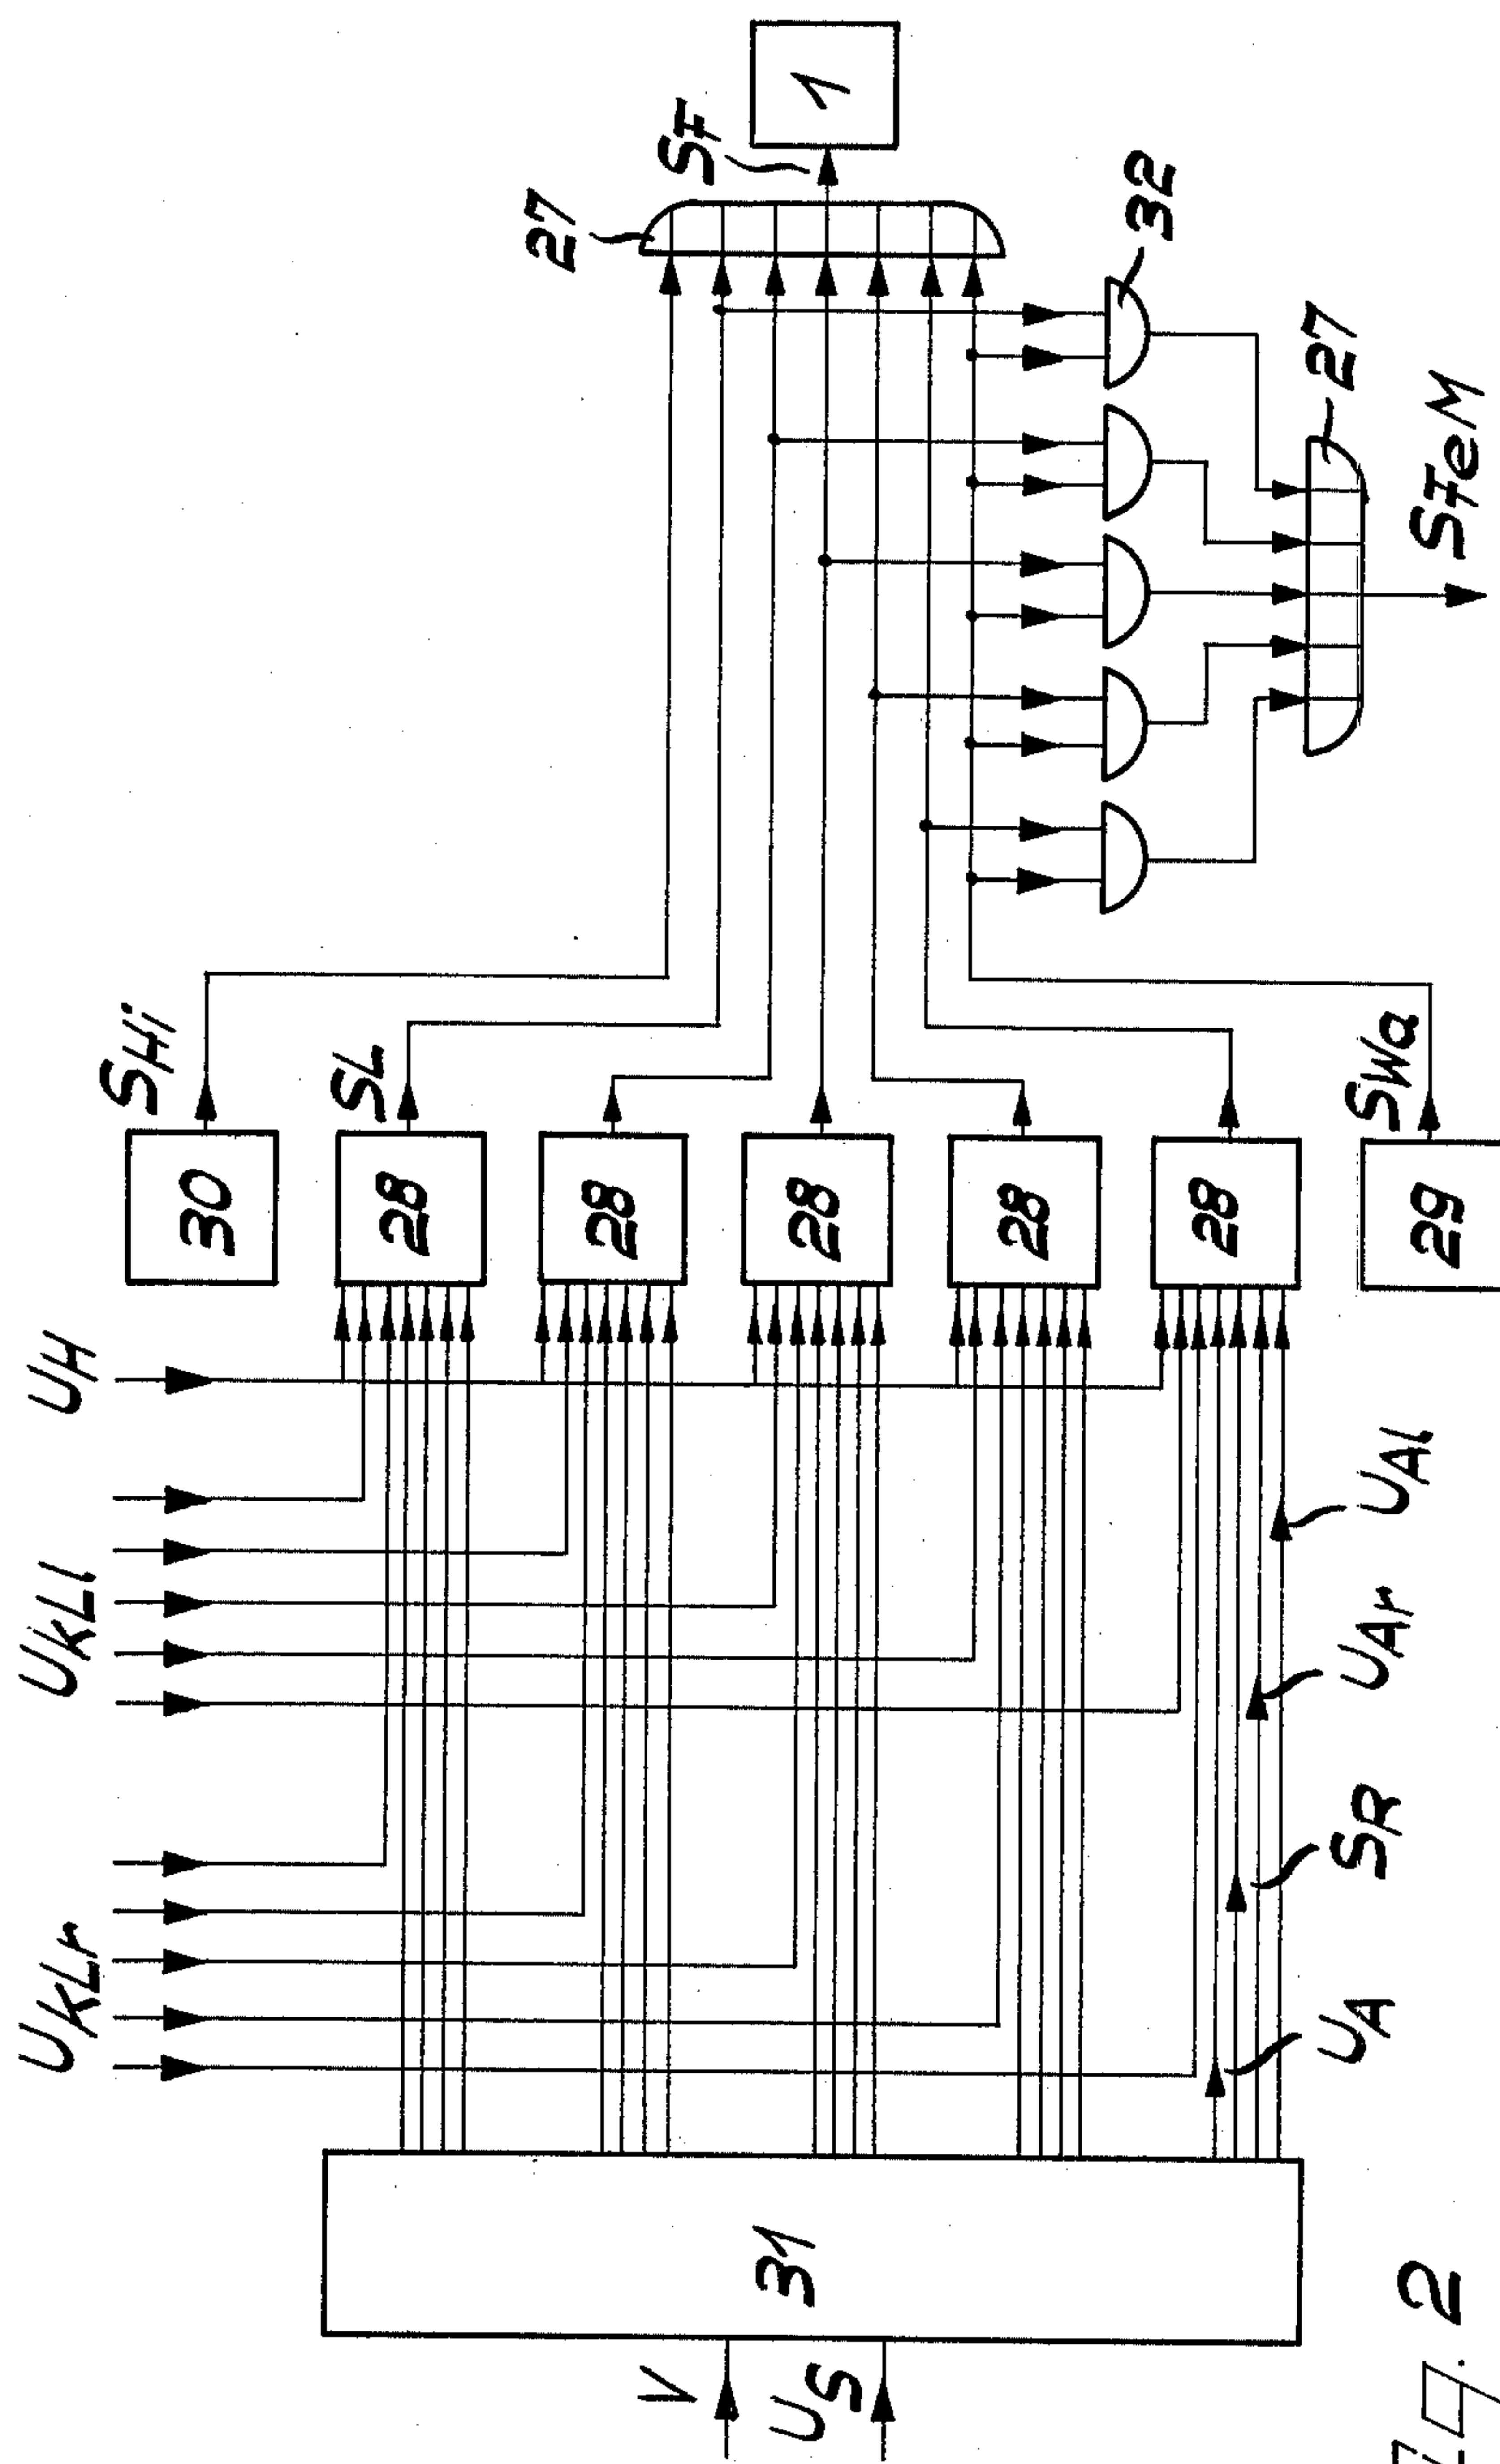 UKLr
UKLl
UH
SHi
SL
27
SF
1
30
28
28
28
28
28
29
SWa
32
27
SFeM
31
V
US
UA
SR
UAr
UAl
Fig. 2